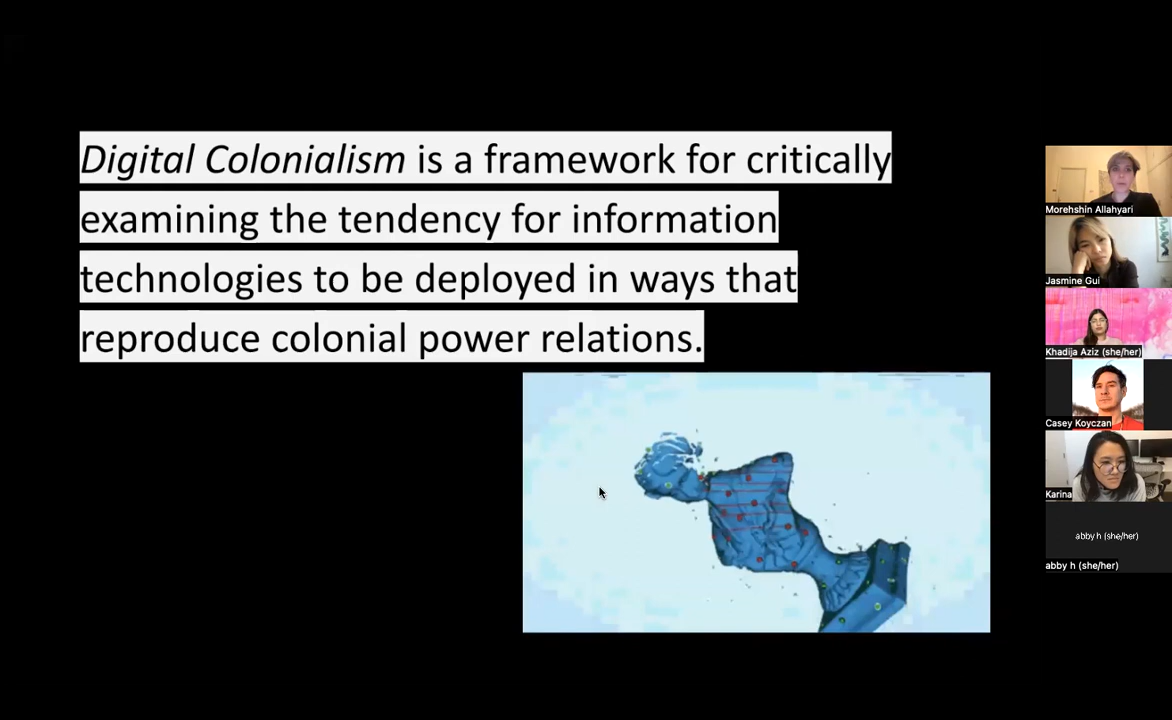 Digital Colonialism is a framework for critically
examining the tendency for information
technologies to be deployed in ways that
reproduce colonial power relations.
Morehshin Allahyari
Jasmine Gui
Khadija Aziz (she/her)
Casey Koyczan
Karina
abby h (she/her)
abby h (she/her)